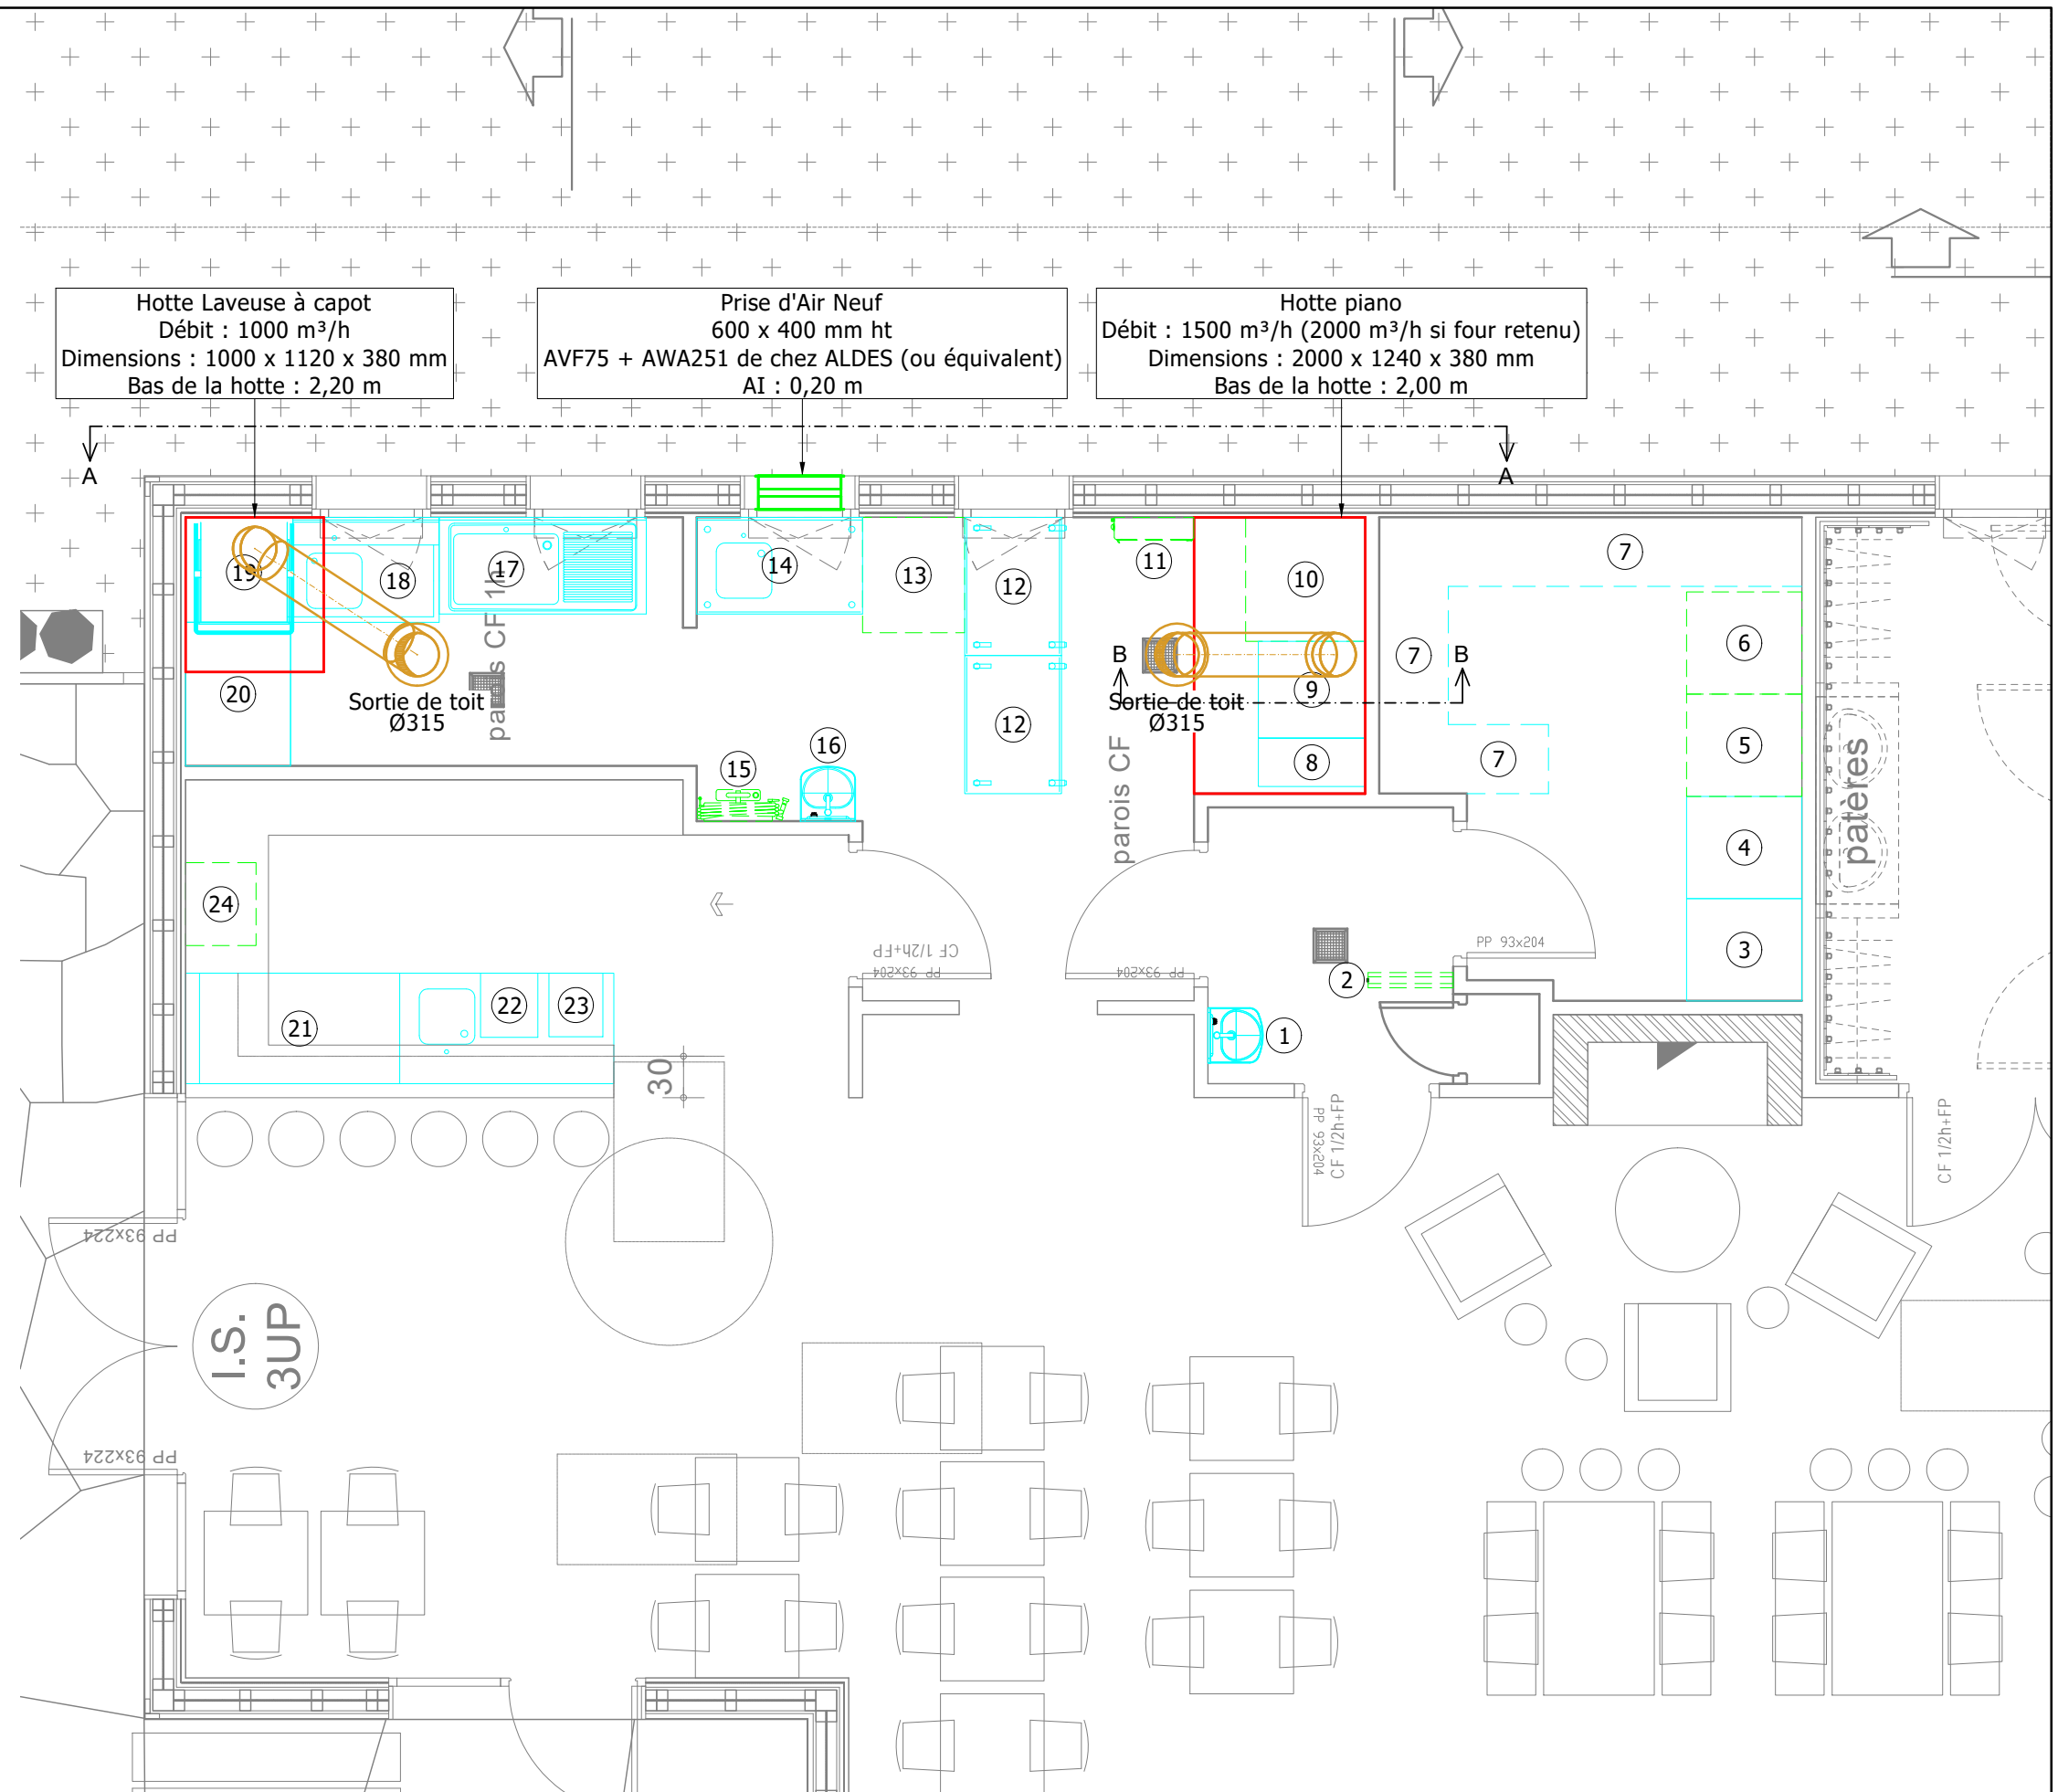 Hotte Laveuse à capot
Débit : 1000 m³/h
Dimensions : 1000 x 1120 x 380 mm
Bas de la hotte : 2,20 m
Prise d'Air Neuf
600 x 400 mm ht
AVF75 + AWA251 de chez ALDES (ou équivalent)
AI : 0,20 m
Hotte piano
Débit : 1500 m³/h (2000 m³/h si four retenu)
Dimensions : 2000 x 1240 x 380 mm
Bas de la hotte : 2,00 m
A
A
19
18
17
14
13
12
11
10
7
parois CF 1h
20
Sortie de toit
Ø315
12
B
7
B
9
Sortie de toit
Ø315
8
7
6
5
4
3
15
16
parois CF
patères
24
CF 1/2h+FP
PP 93x204
PP 93x204
PP 93x204
2
21
22
23
1
30
PP 93x204
CF 1/2h+FP
CF 1/2h+FP
PP 93x224
I.S.
3UP
PP 93x224